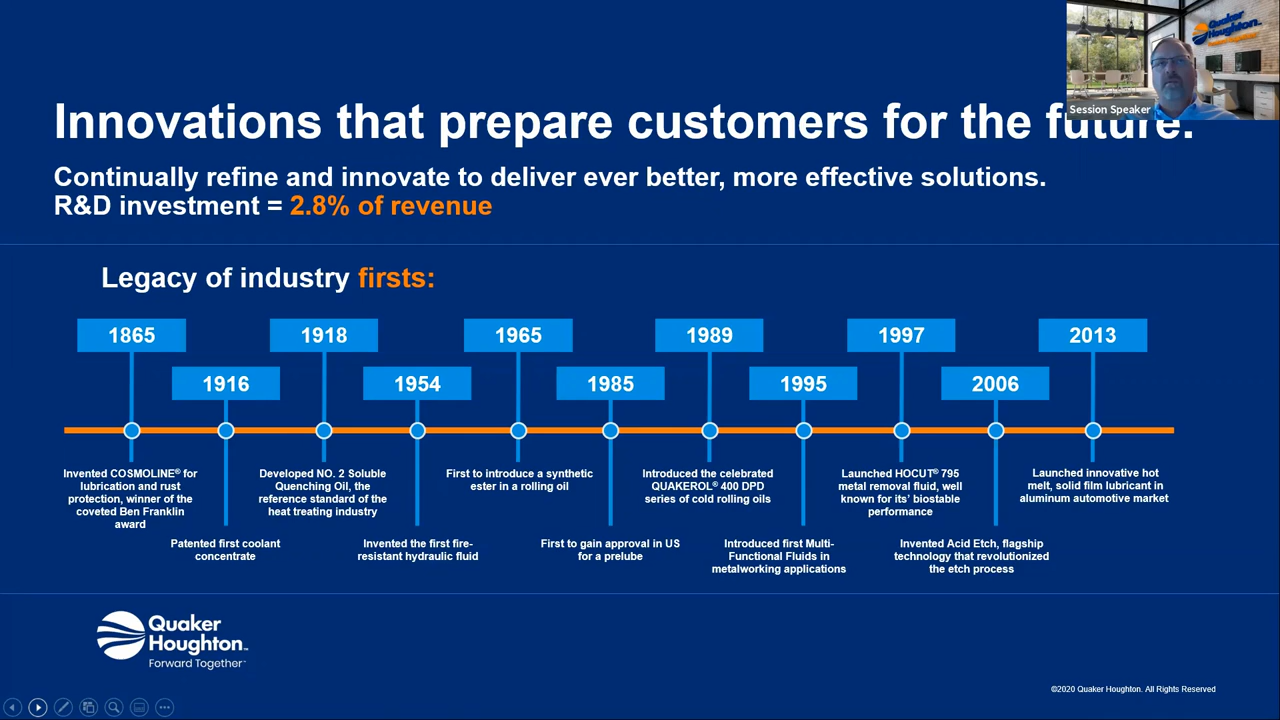 Quaker
Houghton
Session Speaker
Innovations that prepare customers for the future.
Continually refine and innovate to deliver ever better, more effective solutions.
R&D investment = 2.8% of revenue
Legacy of industry firsts:
1865
1918
1965
1989
1997
2013
1916
1954
1985
1995
2006
Invented COSMOLINE® for
lubrication and rust
protection, winner of the
coveted Ben Franklin
award
Developed NO. 2 Soluble
Quenching Oil, the
reference standard of the
heat treating industry
First to introduce a synthetic
ester in a rolling oil
Introduced the celebrated
QUAKEROL® 400 DPD
series of cold rolling oils
Launched HOCUT® 795
metal removal fluid, well
known for its’ biostable
performance
Launched innovative hot
melt, solid film lubricant in
aluminum automotive market
Patented first coolant
concentrate
Invented the first fire-
resistant hydraulic fluid
First to gain approval in US
for a prelube
Introduced first Multi-
Functional Fluids in
metalworking applications
Invented Acid Etch, flagship
technology that revolutionized
the etch process
Quaker
Houghton™
Forward Together™
©2020 Quaker Houghton. All Rights Reserved